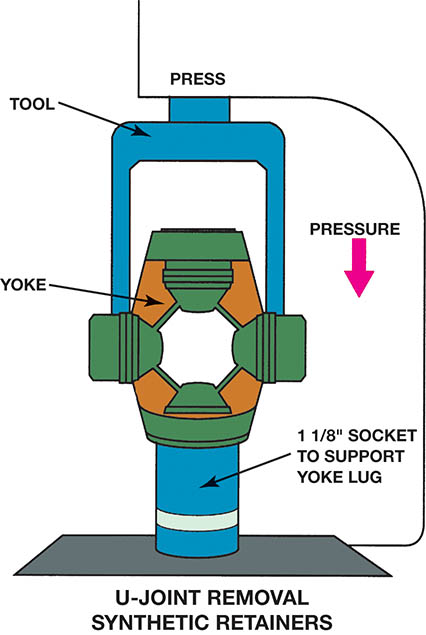 PRESS
TOOL
PRESSURE
YOKE
1 1/8" SOCKET
TO SUPPORT
YOKE LUG
U-JOINT REMOVAL
SYNTHETIC RETAINERS